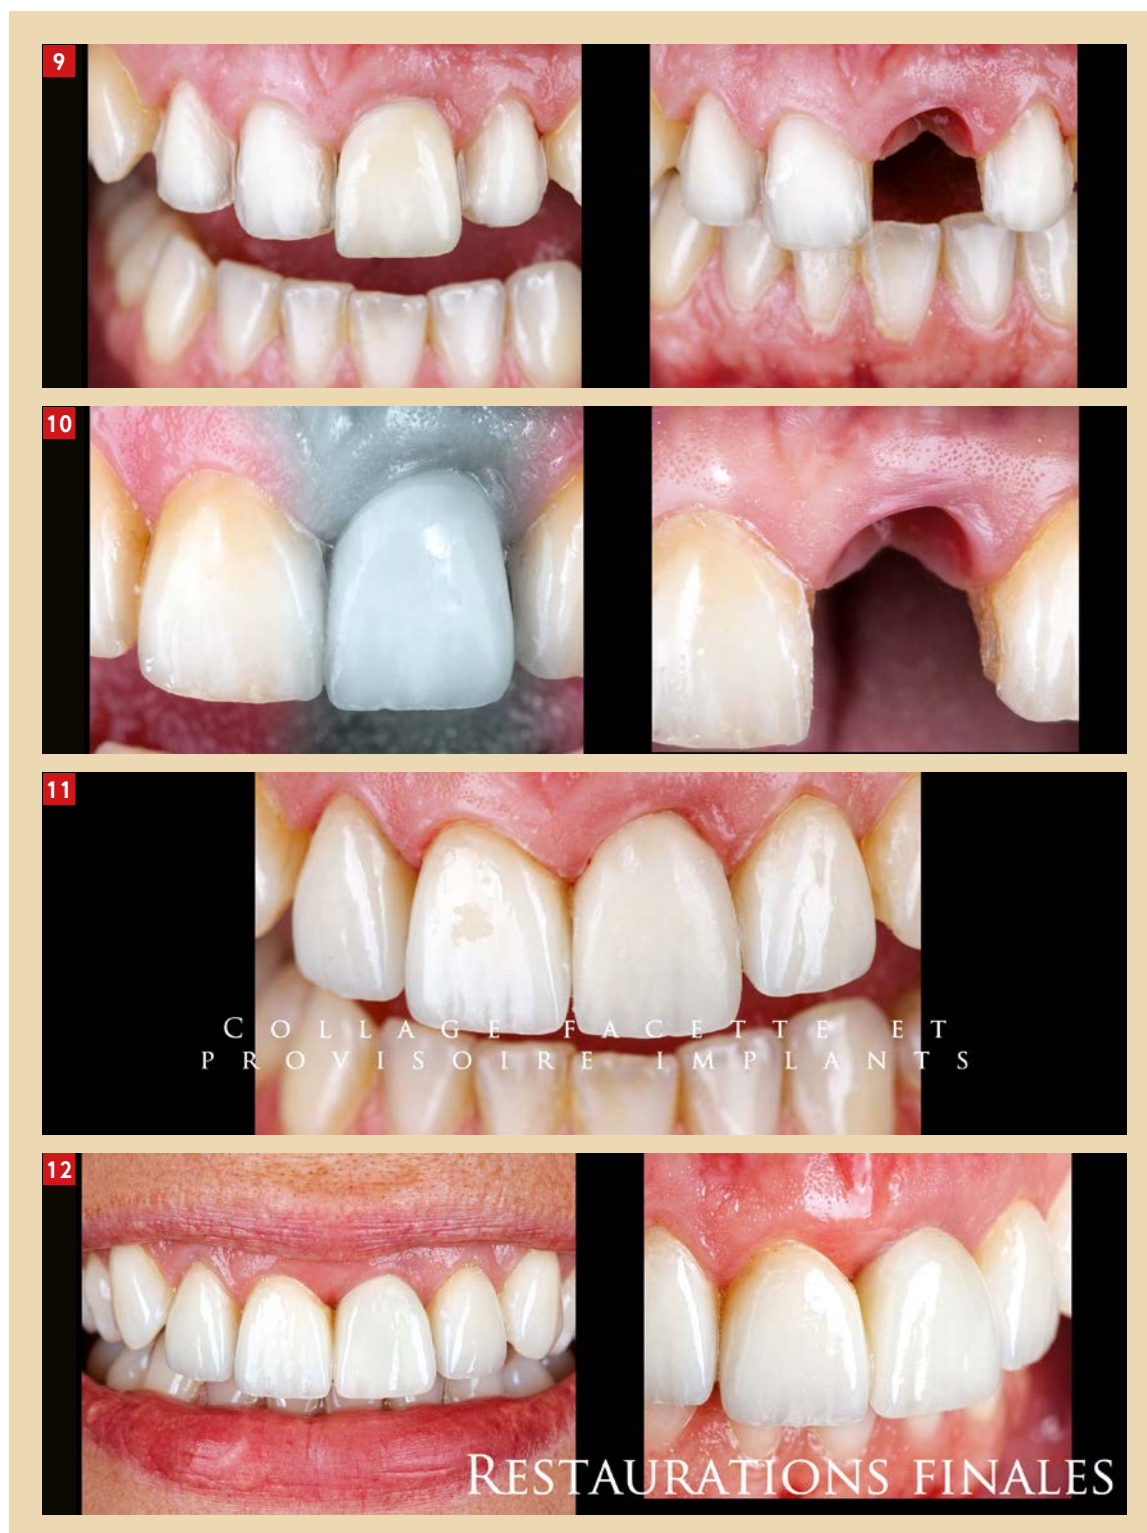 9
10
11
COLLAGE FACETTE ET
PROVISOIRE IMPLANTS
12
RESTAURATIONS FINALES